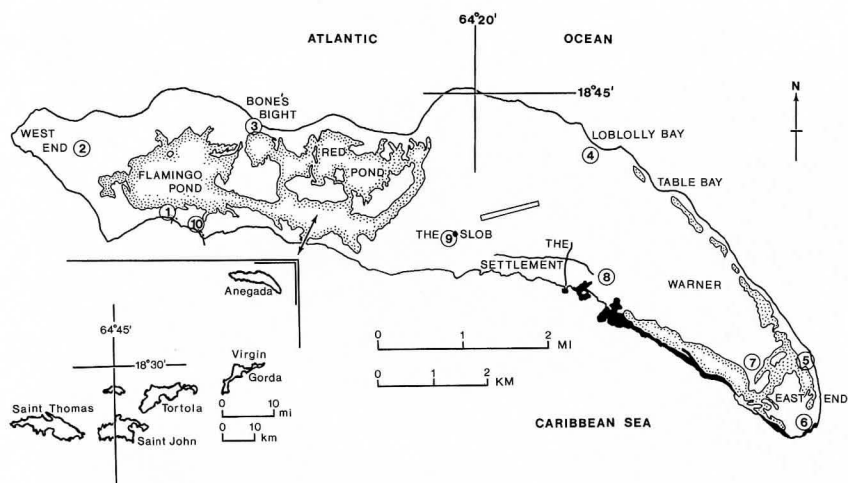 64°20'
ATLANTIC OCEAN
N
18°45'
BONE'S
BIGHT
3
WEST
END 2
LOBLOLLY BAY
4
RED
POND
FLAMINGO
POND
TABLE BAY
1
10
THE 9 SLOB
THE
SETTLEMENT
8
WARNER
Anegada
64°45'
0 1 2
MI
18°30'
Virgin
Gorda
0 1 2
KM
7
5
EAST END
6
Saint Thomas
Tortola
0 10
mi
Saint John
0 10
km
CARIBBEAN SEA